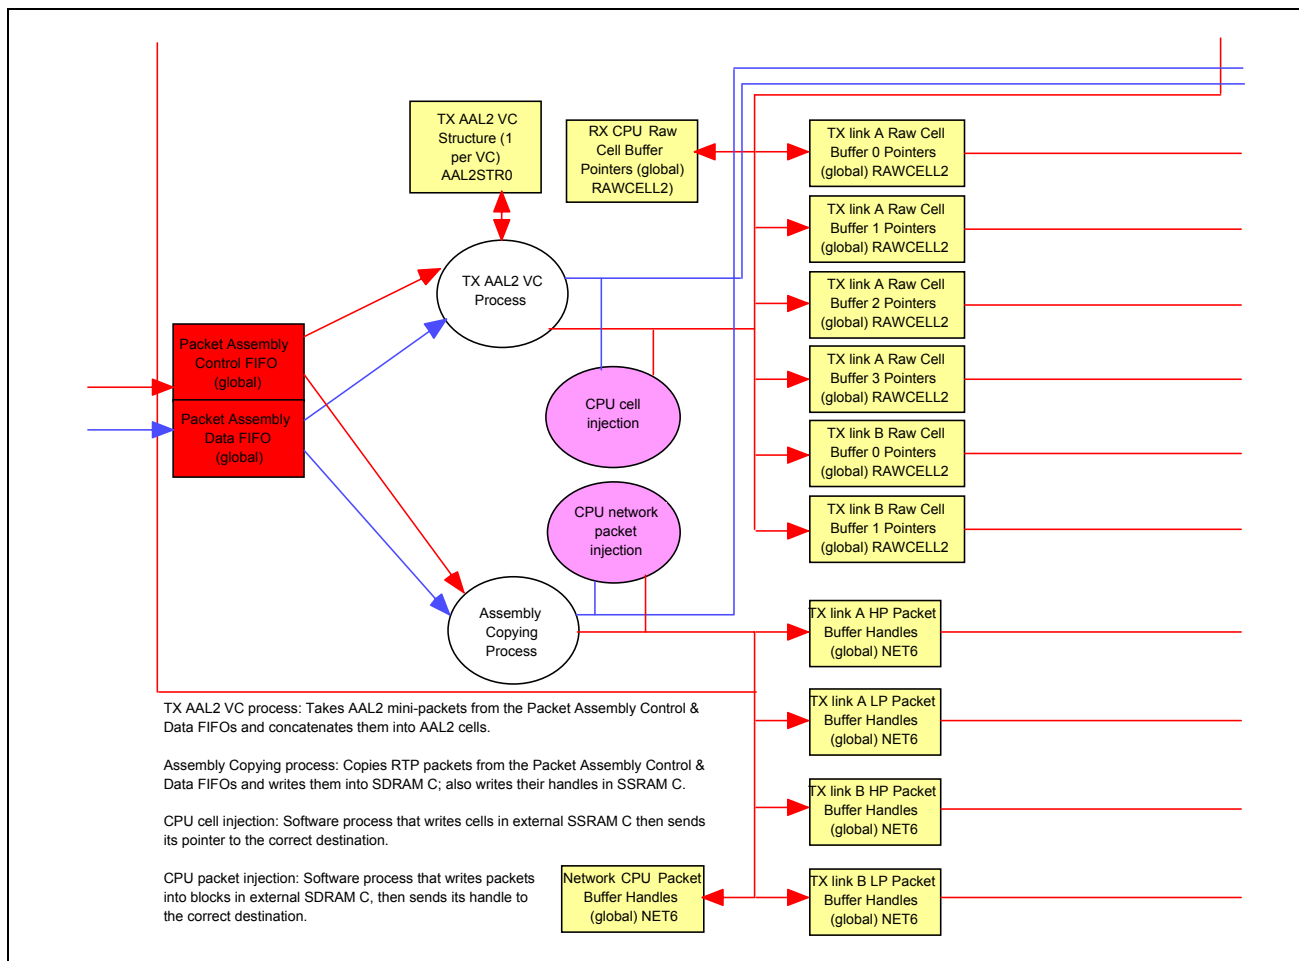 TX AAL2 VC
Structure (1
per VC)
AAL2STR0
RX CPU Raw
Cell Buffer
Pointers (global)
RAWCELL2)
TX link A Raw Cell
Buffer 0 Pointers
(global) RAWCELL2
TX link A Raw Cell
Buffer 1 Pointers
(global) RAWCELL2
TX link A Raw Cell
Buffer 2 Pointers
(global) RAWCELL2
TX link A Raw Cell
Buffer 3 Pointers
(global) RAWCELL2
TX link B Raw Cell
Buffer 0 Pointers
(global) RAWCELL2
TX link B Raw Cell
Buffer 1 Pointers
(global) RAWCELL2
TX AAL2 VC
Process
Packet Assembly
Control FIFO
(global)
Packet Assembly
Data FIFO
(global)
CPU cell
injection
CPU network
packet
injection
Assembly
Copying
Process
TX link A HP Packet
Buffer Handles
(global) NET6
TX link A LP Packet
Buffer Handles
(global) NET6
TX link B HP Packet
Buffer Handles
(global) NET6
TX link B LP Packet
Buffer Handles
(global) NET6
Network CPU Packet
Buffer Handles
(global) NET6
TX AAL2 VC process: Takes AAL2 mini-packets from the Packet Assembly Control &
Data FIFOs and concatenates them into AAL2 cells.
Assembly Copying process: Copies RTP packets from the Packet Assembly Control &
Data FIFOs and writes them into SDRAM C; also writes their handles in SSRAM C.
CPU cell injection: Software process that writes cells in external SSRAM C then sends
its pointer to the correct destination.
CPU packet injection: Software process that writes packets
into blocks in external SDRAM C, then sends its handle to
the correct destination.